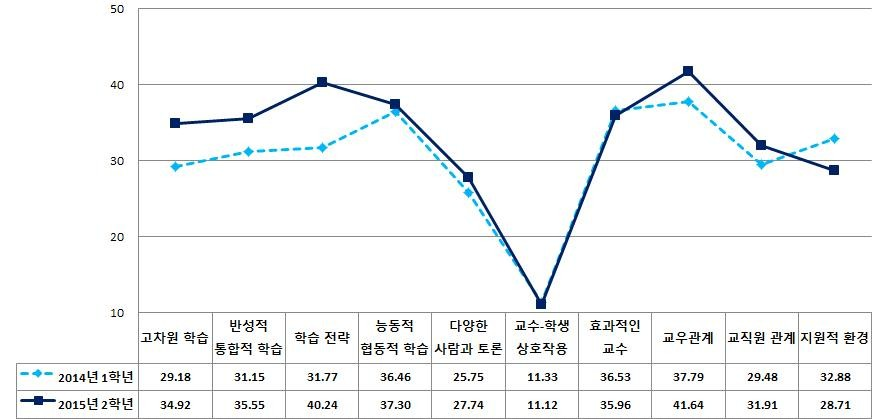 50
40
30
20
10
고차원 학습 반성적 통합적 학습 학습 전략 능동적 협동적 학습 다양한 사람과 토론 교수-학생 상호작용 효과적인 교수 교우관계 교직원 관계 지원적 환경
2014년 1학년 29.18 31.15 31.77 36.46 25.75 11.33 36.53 37.79 29.48 32.88
2015년 2학년 34.92 35.55 40.24 37.30 27.74 11.12 35.96 41.64 31.91 28.71